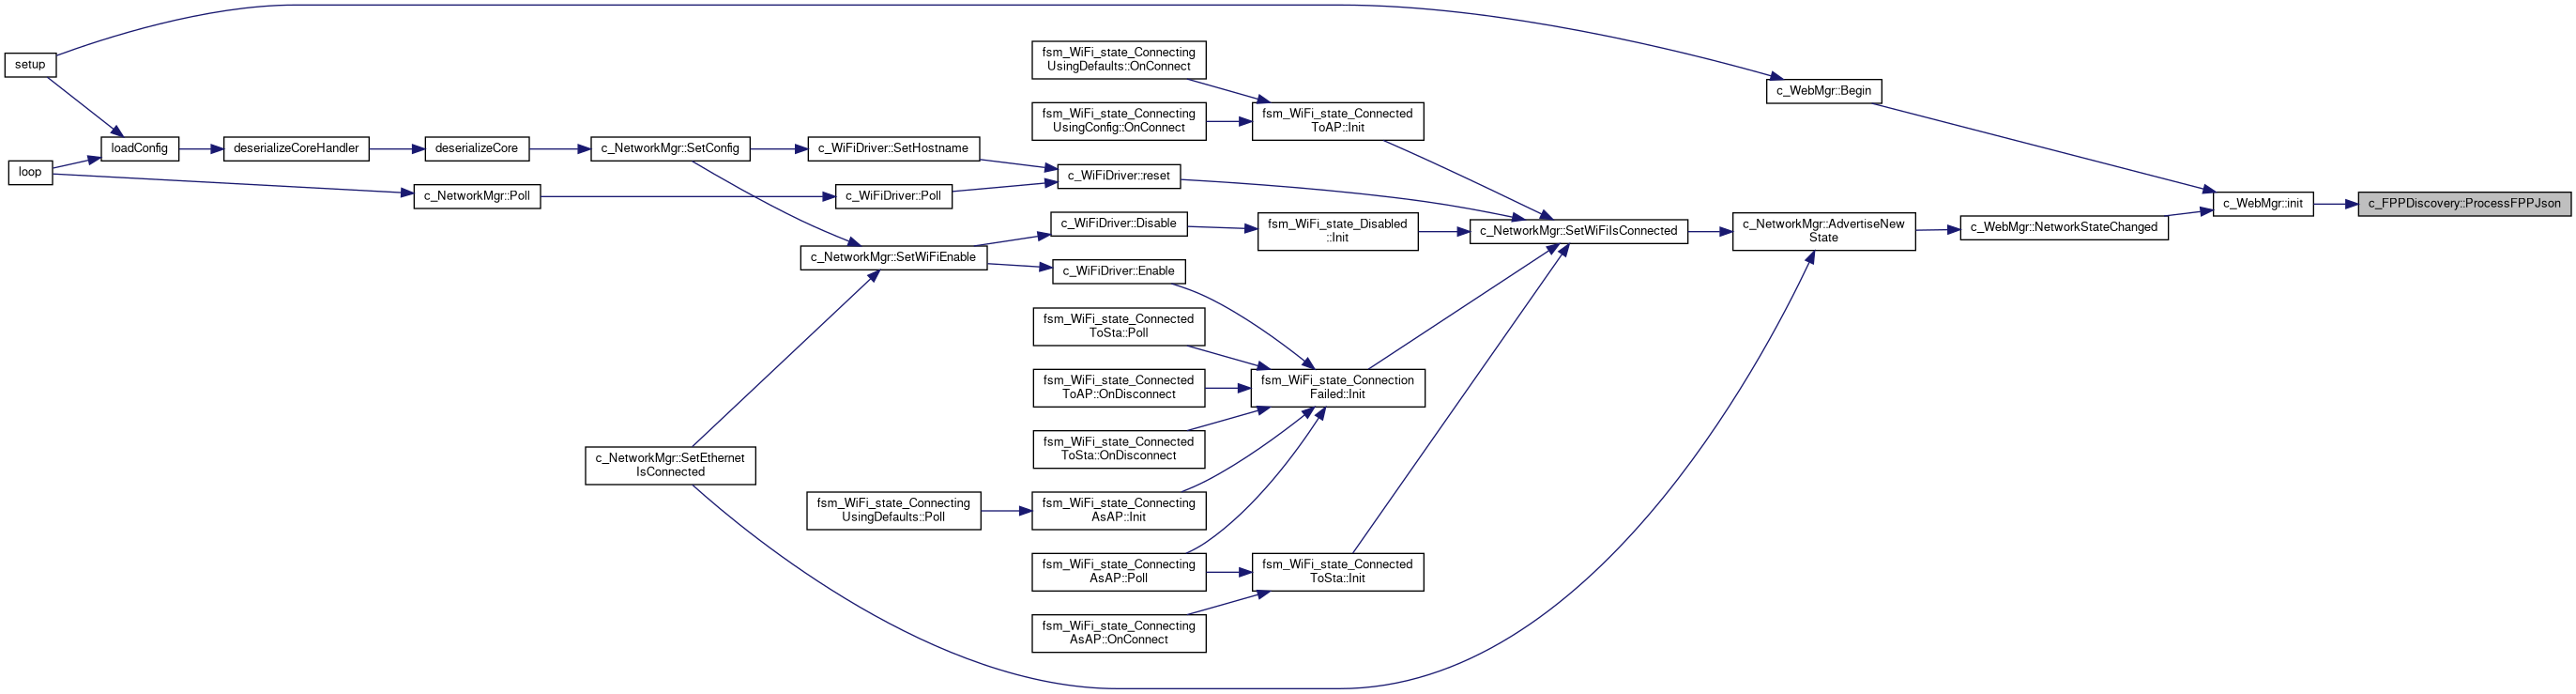 setup
loop
loadConfig
deserializeCoreHandler
c_NetworkMgr::Poll
deserializeCore
c_NetworkMgr::SetConfig
c_NetworkMgr::SetEthernet
IsConnected
c_WiFiDriver::SetHostname
c_WiFiDriver::Poll
c_NetworkMgr::SetWiFiEnable
fsm_WiFi_state_Connecting
UsingDefaults::Poll
fsm_WiFi_state_Connecting
UsingDefaults::OnConnect
fsm_WiFi_state_Connecting
UsingConfig::OnConnect
c_WiFiDriver::reset
c_WiFiDriver::Disable
c_WiFiDriver::Enable
fsm_WiFi_state_Connected
ToSta::Poll
fsm_WiFi_state_Connected
ToAP::OnDisconnect
fsm_WiFi_state_Connected
ToSta::OnDisconnect
fsm_WiFi_state_Connecting
AsAP::Init
fsm_WiFi_state_Connecting
AsAP::Poll
fsm_WiFi_state_Connecting
AsAP::OnConnect
fsm_WiFi_state_Connected
ToAP::Init
fsm_WiFi_state_Disabled
::Init
fsm_WiFi_state_Connection
Failed::Init
fsm_WiFi_state_Connected
ToSta::Init
c_NetworkMgr::SetWiFiIsConnected
c_NetworkMgr::AdvertiseNew
State
c_WebMgr::Begin
c_WebMgr::NetworkStateChanged
c_WebMgr::init
c_FPPDiscovery::ProcessFPPJson